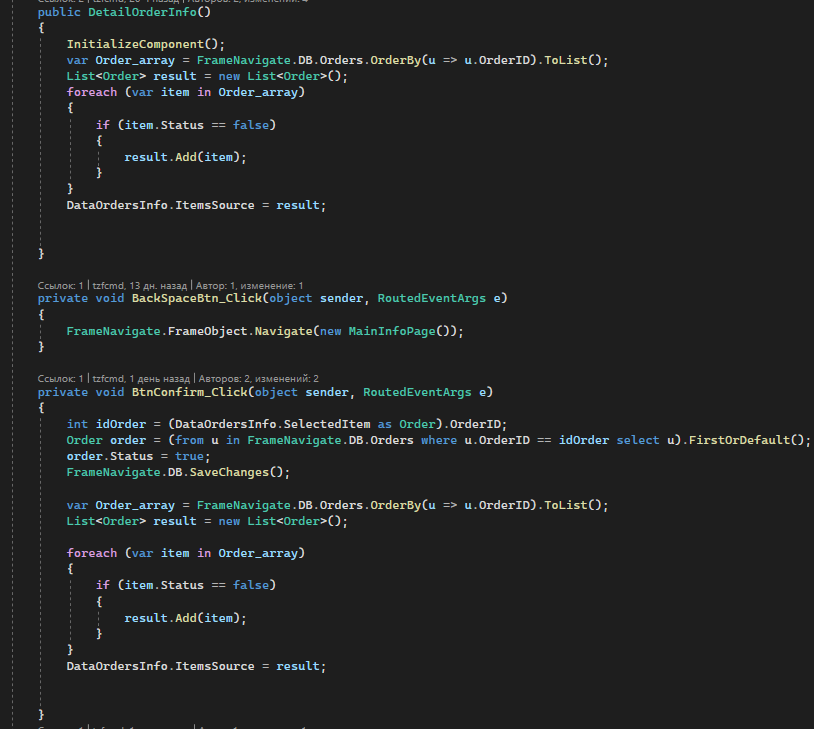 public DetailOrderInfo()
{
InitializeComponent();
var Order_array = FrameNavigate.DB.Orders.OrderBy(u => u.OrderID).ToList();
List<Order> result = new List<Order>();
foreach (var item in Order_array)
{
if (item.Status == false)
{
result.Add(item);
}
}
DataOrdersInfo.ItemsSource = result;
}
Ссылок: 1 | tzfcmd, 13 дн. назад | Автор: 1, изменение: 1
private void BackSpaceBtn_Click(object sender, RoutedEventArgs e)
{
FrameNavigate.FrameObject.Navigate(new MainInfoPage());
}
Ссылок: 1 | tzfcmd, 1 день назад | Авторов: 2, изменений: 2
private void BtnConfirm_Click(object sender, RoutedEventArgs e)
{
int idOrder = (DataOrdersInfo.SelectedItem as Order).OrderID;
Order order = (from u in FrameNavigate.DB.Orders where u.OrderID == idOrder select u).FirstOrDefault();
order.Status = true;
FrameNavigate.DB.SaveChanges();
var Order_array = FrameNavigate.DB.Orders.OrderBy(u => u.OrderID).ToList();
List<Order> result = new List<Order>();
foreach (var item in Order_array)
{
if (item.Status == false)
{
result.Add(item);
}
}
DataOrdersInfo.ItemsSource = result;
}